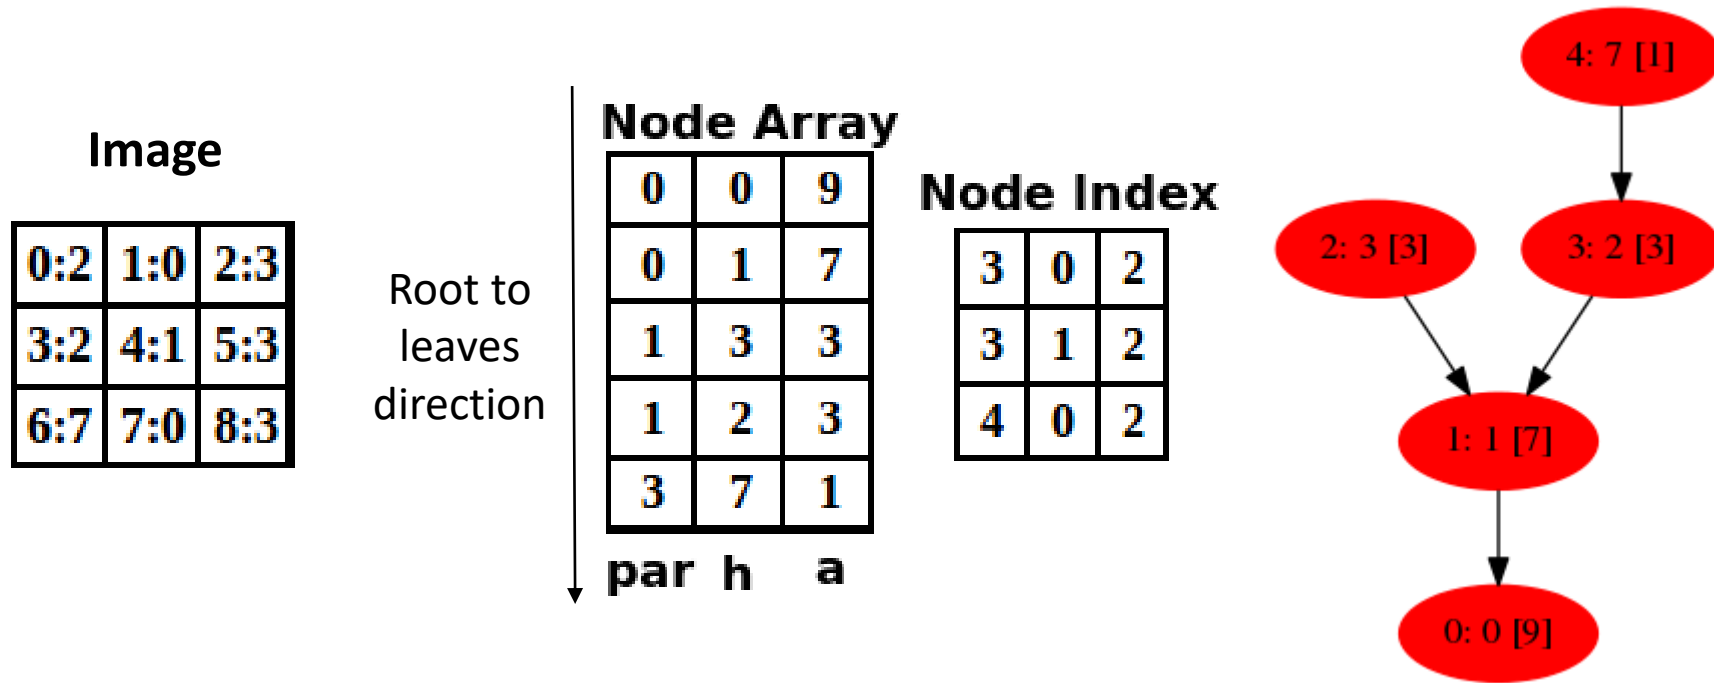 Image
0:2 1:0 2:3
3:2 4:1 5:3
6:7 7:0 8:3
Root to
leaves
direction
Node Array
0 0 9
0 1 7
1 3 3
1 2 3
3 7 1
par h a
Node Index
3 0 2
3 1 2
4 0 2
4: 7 [1]
2: 3 [3]
3: 2 [3]
1: 1 [7]
0: 0 [9]